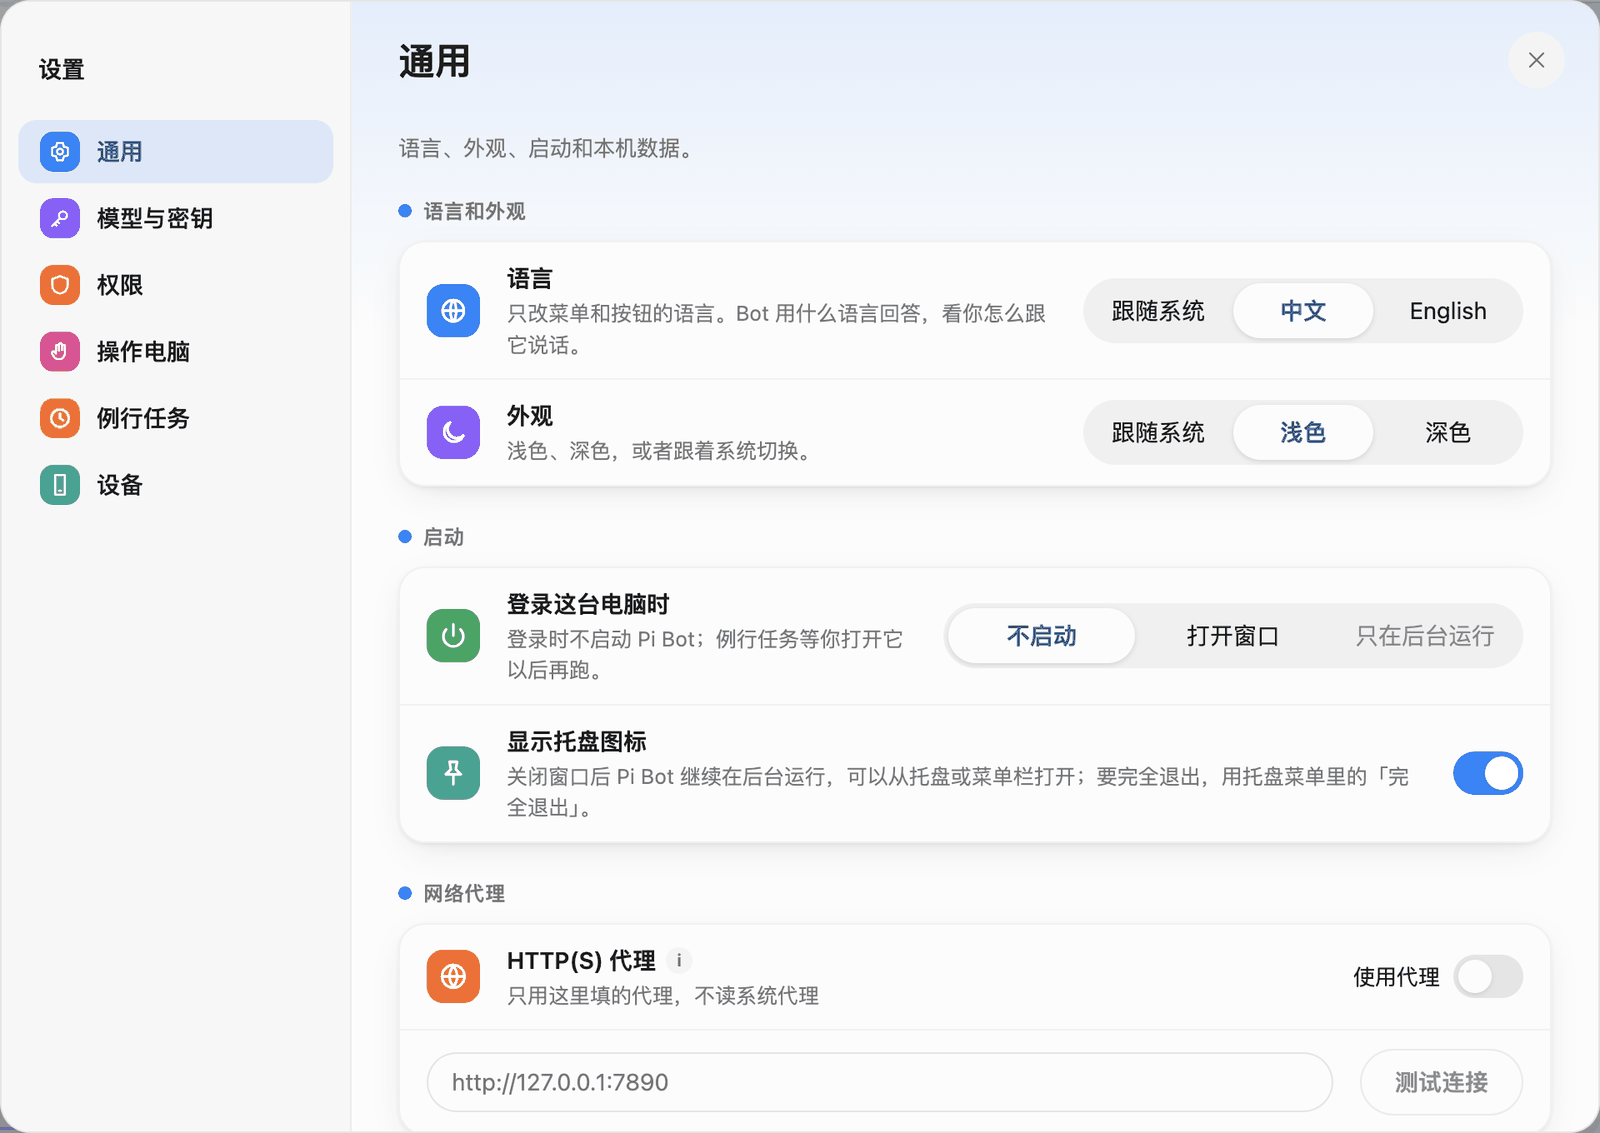 设置
通用
模型与密钥
权限
操作电脑
例行任务
设备
通用
语言、外观、启动和本机数据。
语言和外观
语言
只改菜单和按钮的语言。Bot 用什么语言回答，看你怎么跟
它说话。
跟随系统 中文 English
外观
浅色、深色，或者跟着系统切换。
跟随系统 浅色 深色
启动
登录这台电脑时
登录时不启动 Pi Bot；例行任务等你打开它
以后再跑。
不启动 打开窗口 只在后台运行
显示托盘图标
关闭窗口后 Pi Bot 继续在后台运行，可以从托盘或菜单栏打开；要完全退出，用托盘菜单里的「完
全退出」。
网络代理
HTTP(S) 代理 i
只用这里填的代理，不读系统代理
使用代理
http://127.0.0.1:7890
测试连接